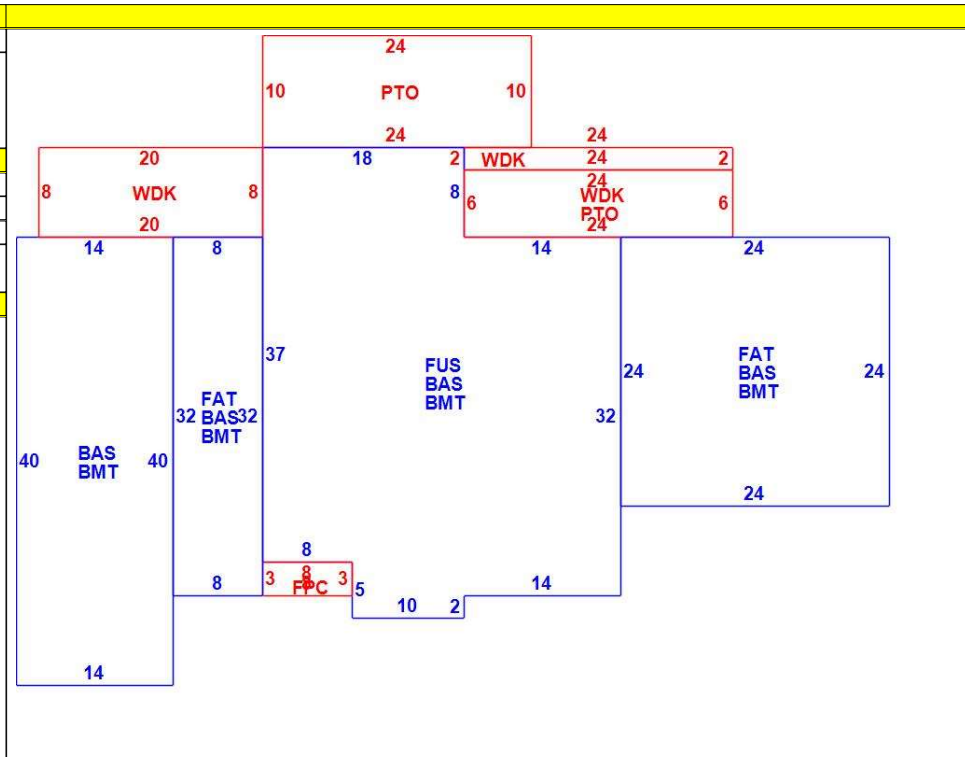 24
10 PTO 10
24
24
20
18
2 WDK 24 2
8 WDK 8
8
24
6 WDK 6
PTO
20
24
14
8
14
24
37
FUS
BAS
BMT
24
FAT
BAS
BMT
24
FAT
32 BAS 32
BMT
32
40 BAS 40
BMT
24
8
8
3 3
FPC
8
5
10 2
14
14